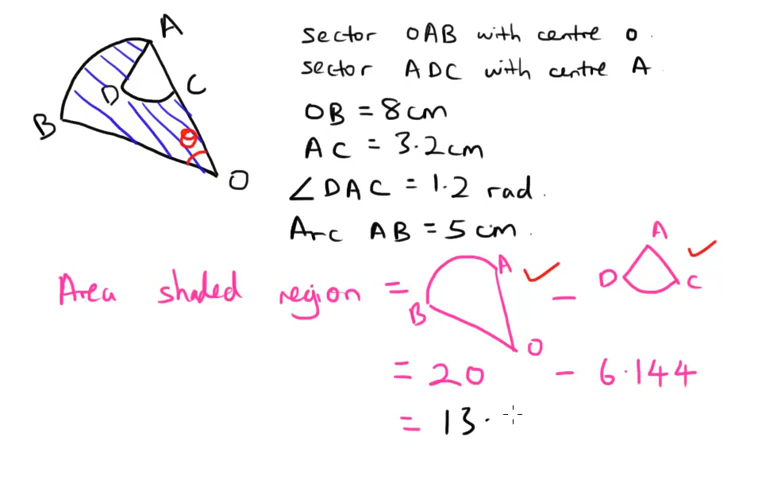 A
D
C
B
θ
O
sector OAB with centre O.
sector ADC with centre A
OB = 8cm
AC = 3.2cm
∠DAC = 1.2 rad.
Arc AB = 5cm.
Area shaded region = A B O ✓ - A D C ✓
= 20 - 6.144
= 13.